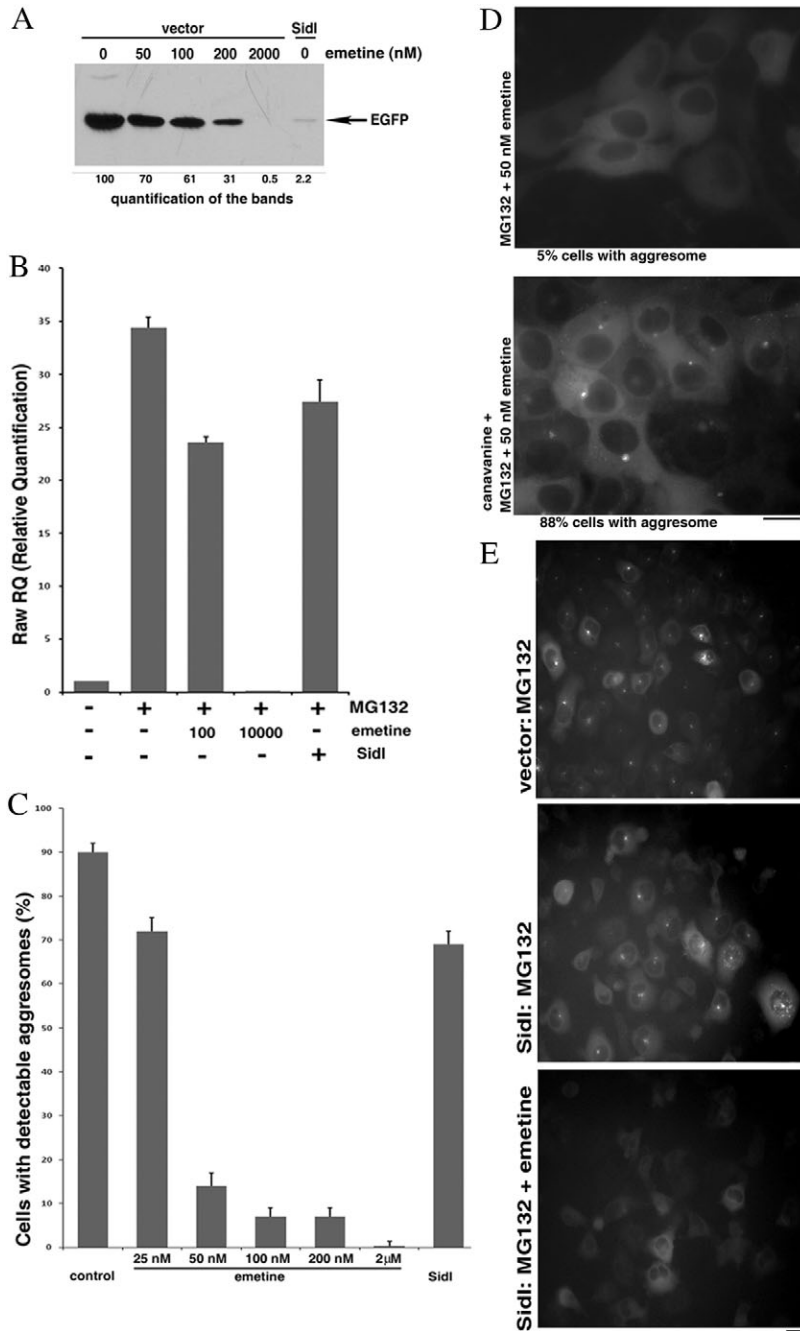 A
vector SidI
0 50 100 200 2000 0 emetine (nM)
EGFP
100 70 61 31 0.5 2.2
quantification of the bands
B
Raw RQ (Relative Quantification)
40
35
30
25
20
15
10
5
0
- + + + + MG132
- - 100 10000 - emetine
- - - - + SidI
C
Cells with detectable aggresomes (%)
100
90
80
70
60
50
40
30
20
10
0
control 25 nM 50 nM 100 nM 200 nM 2μM SidI
emetine
D
MG132 + 50 nM emetine
5% cells with aggresome
canavanine +
MG132 + 50 nM emetine
88% cells with aggresome
E
vector: MG132
SidI: MG132
SidI: MG132 + emetine